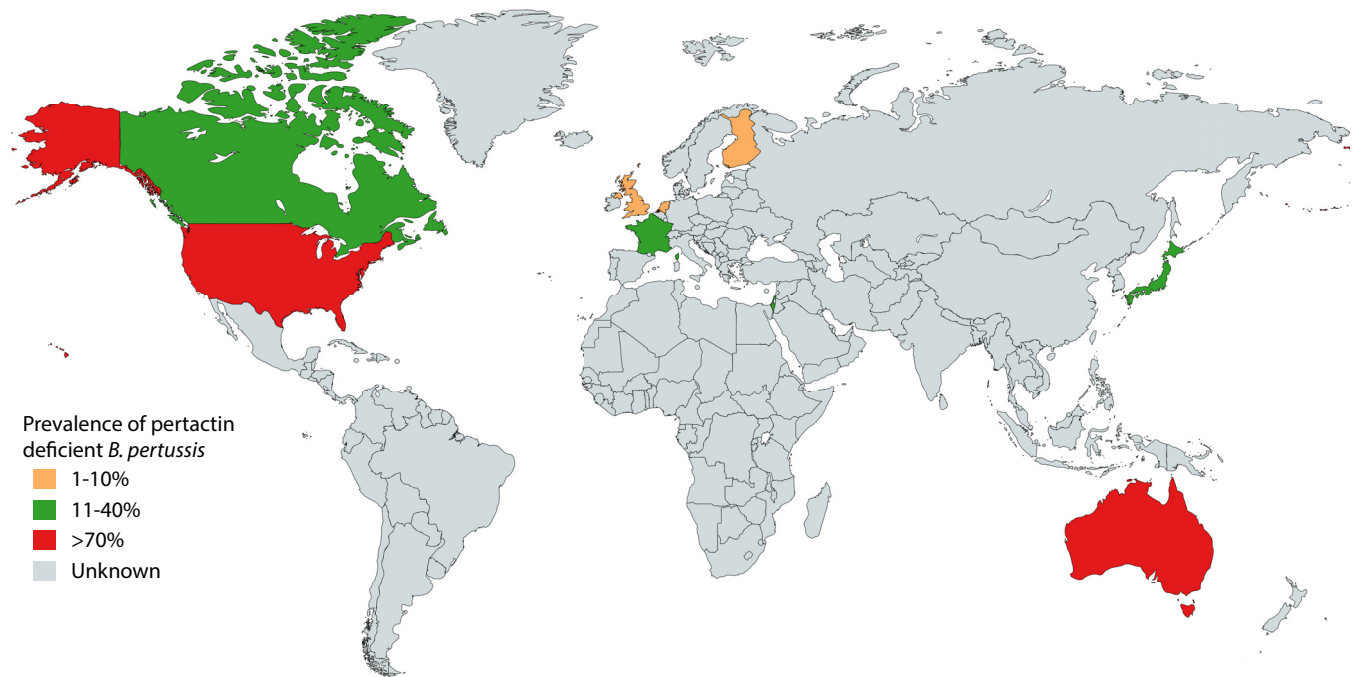 Prevalence of pertactin
deficient B. pertussis
1-10%
11-40%
>70%
Unknown